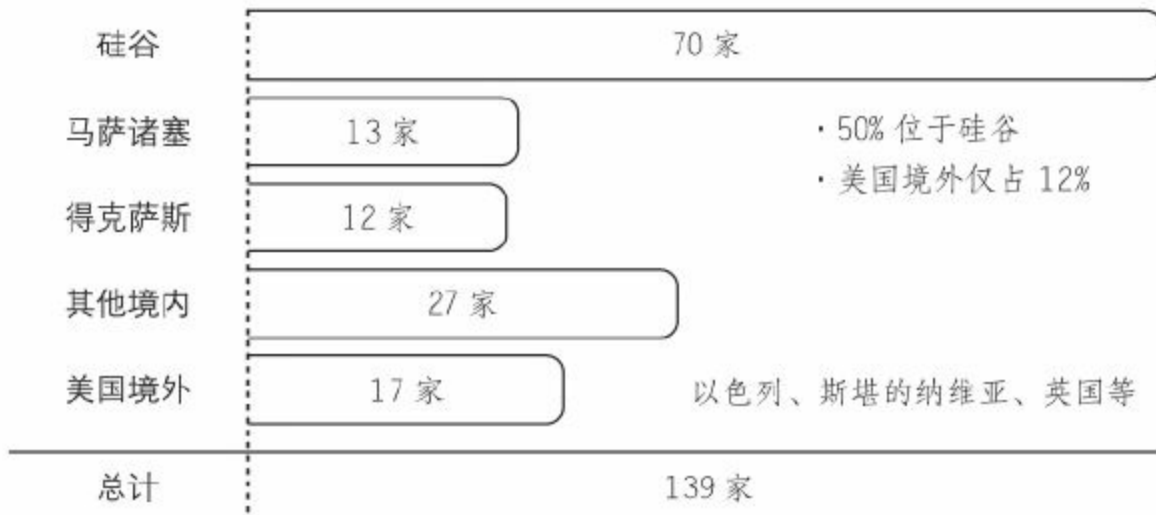 硅谷 70 家
马萨诸塞 13 家
· 50% 位于硅谷
· 美国境外仅占 12%
得克萨斯 12 家
其他境内 27 家
美国境外 17 家 以色列、斯堪的纳维亚、英国等
总计 139 家